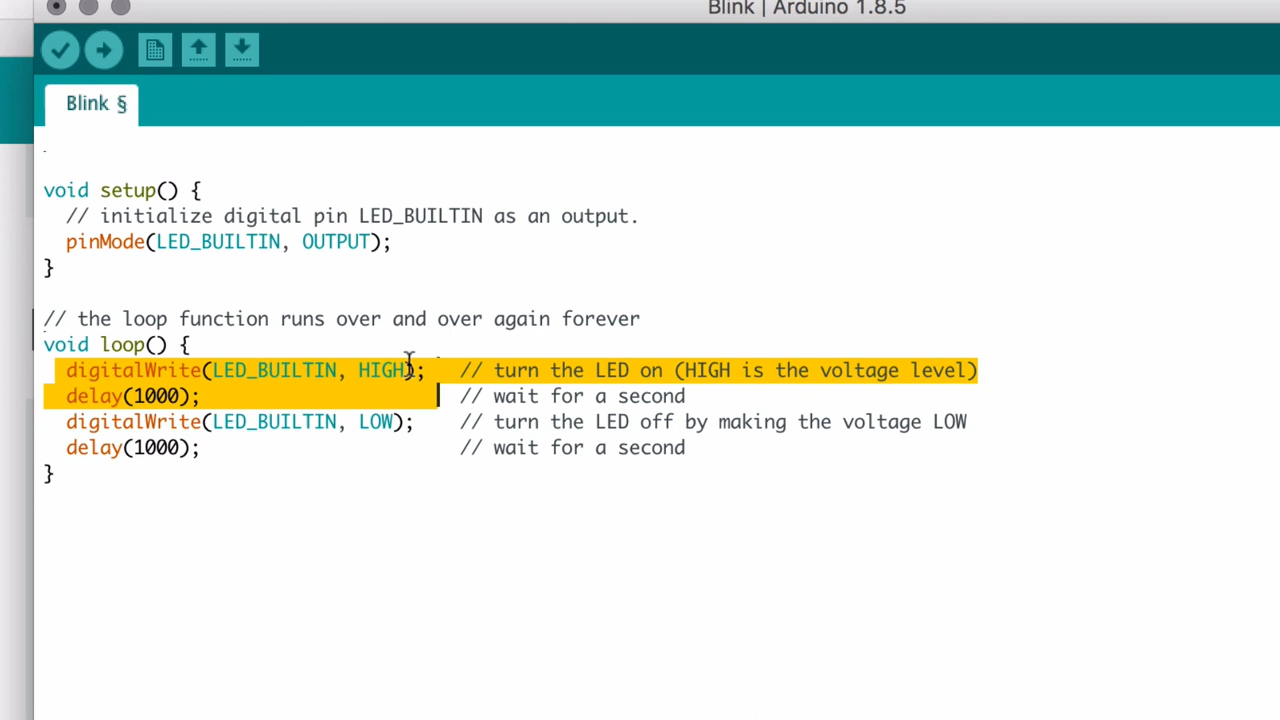 Blink | Arduino 1.8.5
Blink §
void setup() {
// initialize digital pin LED_BUILTIN as an output.
pinMode(LED_BUILTIN, OUTPUT);
}
// the loop function runs over and over again forever
void loop() {
digitalWrite(LED_BUILTIN, HIGH); // turn the LED on (HIGH is the voltage level)
delay(1000); // wait for a second
digitalWrite(LED_BUILTIN, LOW); // turn the LED off by making the voltage LOW
delay(1000); // wait for a second
}